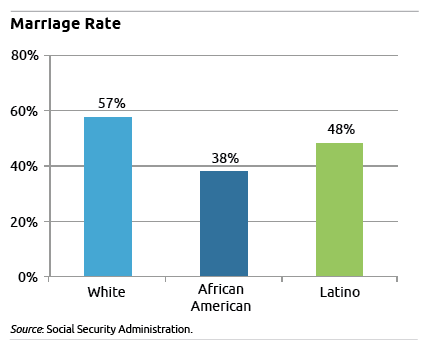 Marriage Rate
80%
60%
40%
20%
0%
57%
38%
48%
White
African
American
Latino
Source: Social Security Administration.